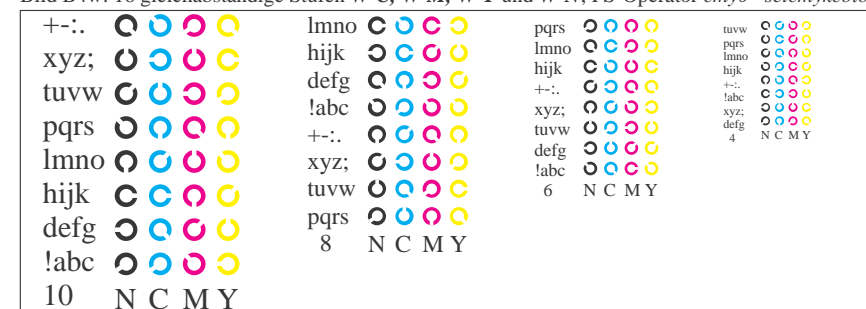 +-:.
xyz;
tuvw
pqrs
lmno
hijk
defg
!abc
10 N C M Y
lmno
hijk
defg
!abc
+-:.
xyz;
tuvw
pqrs
8 N C M Y
pqrs
lmno
hijk
+-:.
xyz;
tuvw
defg
!abc
6 N C M Y
tuvw
pqrs
lmno
hijk
+-:.
!abc
xyz;
defg
4 N C M Y